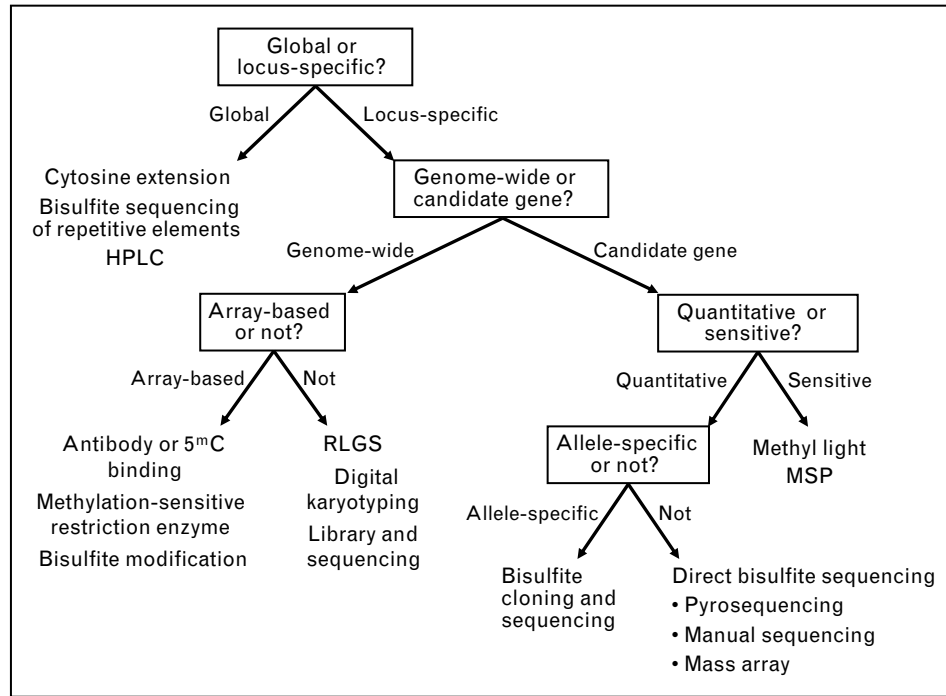 Global or
locus-specific?
Global
Locus-specific
Cytosine extension
Bisulfite sequencing
of repetitive elements
HPLC
Genome-wide or
candidate gene?
Genome-wide
Candidate gene
Array-based
or not?
Quantitative or
sensitive?
Array-based
Not
Quantitative
Sensitive
Antibody or 5ᵐC
binding
Methylation-sensitive
restriction enzyme
Bisulfite modification
RLGS
Digital
karyotyping
Library and
sequencing
Allele-specific
or not?
Methyl light
MSP
Allele-specific
Not
Bisulfite
cloning and
sequencing
Direct bisulfite sequencing
• Pyrosequencing
• Manual sequencing
• Mass array